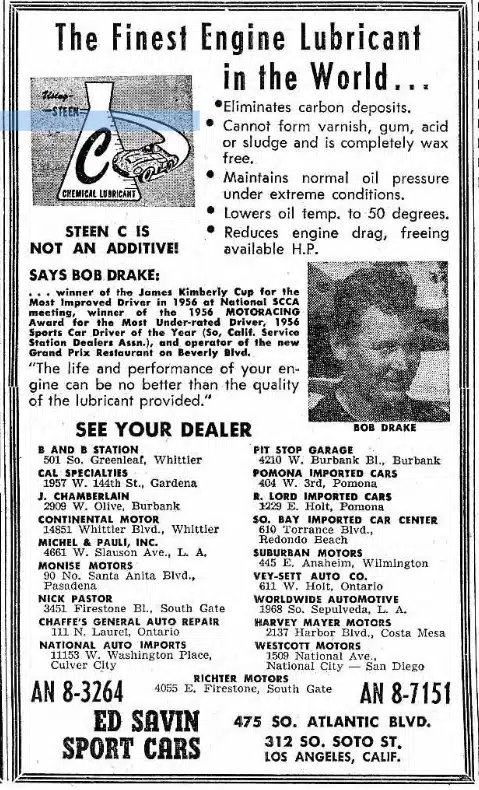 The Finest Engine Lubricant
in the World...
Using
STEEN
C
CHEMICAL LUBRICANT
STEEN C IS
NOT AN ADDITIVE!
• Eliminates carbon deposits.
• Cannot form varnish, gum, acid
or sludge and is completely wax
free.
• Maintains normal oil pressure
under extreme conditions.
• Lowers oil temp. to 50 degrees.
• Reduces engine drag, freeing
available H.P.
SAYS BOB DRAKE:
. . . winner of the James Kimberly Cup for the
Most Improved Driver in 1956 at National SCCA
meeting, winner of the 1956 MOTORACING
Award for the Most Under-rated Driver, 1956
Sports Car Driver of the Year (So, Calif. Service
Station Dealers Assn.), and operator of the new
Grand Prix Restaurant on Beverly Blvd.
"The life and performance of your en-
gine can be no better than the quality
of the lubricant provided."
BOB DRAKE
SEE YOUR DEALER
B AND B STATION
501 So. Greenleaf, Whittier
CAL SPECIALTIES
1957 W. 144th St., Gardena
J. CHAMBERLAIN
2909 W. Olive, Burbank
CONTINENTAL MOTOR
14851 Whittier Blvd., Whittier
MICHEL & PAULI, INC.
4661 W. Slauson Ave., L. A.
MONISE MOTORS
90 No. Santa Anita Blvd.,
Pasadena
NICK PASTOR
3451 Firestone Bl., South Gate
CHAFFE'S GENERAL AUTO REPAIR
111 N. Laurel, Ontario
NATIONAL AUTO IMPORTS
11153 W. Washington Place,
Culver City
PIT STOP GARAGE
4210 W. Burbank Bl., Burbank
POMONA IMPORTED CARS
404 W. 3rd, Pomona
R. LORD IMPORTED CARS
1229 E. Holt, Pomona
SO. BAY IMPORTED CAR CENTER
610 Torrance Blvd.,
Redondo Beach
SUBURBAN MOTORS
445 E. Anaheim, Wilmington
VEY-SETT AUTO CO.
611 W. Holt, Ontario
WORLDWIDE AUTOMOTIVE
1968 So. Sepulveda, L. A.
HARVEY MAYER MOTORS
2137 Harbor Blvd., Costa Mesa
WESTCOTT MOTORS
1509 National Ave.,
National City — San Diego
RICHTER MOTORS
4055 E. Firestone, South Gate
AN 8-3264
AN 8-7151
ED SAVIN
SPORT CARS
475 SO. ATLANTIC BLVD.
312 SO. SOTO ST.
LOS ANGELES, CALIF.